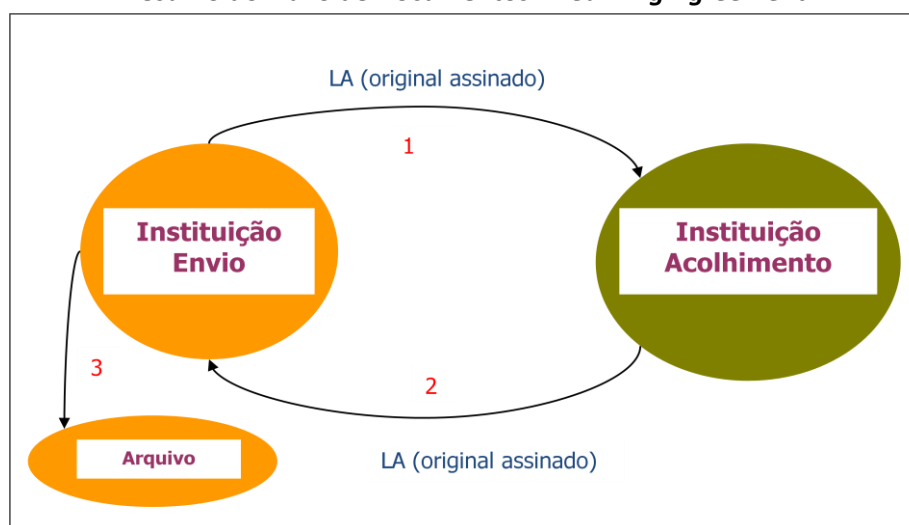 LA (original assinado)
1
Instituição
Envio
Instituição
Acolhimento
3
2
Arquivo
LA (original assinado)